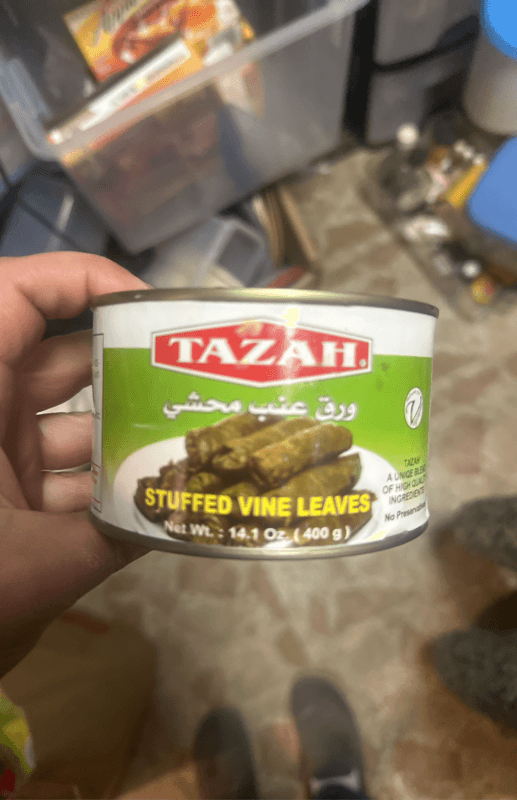 TAZAH®
ورق عنب محشي
TAZAH
A UNIQE BLEND
OF HIGH QUALITY
INGREDIENTS
No Preservatives
STUFFED VINE LEAVES
Net Wt. : 14.1 Oz. ( 400 g )